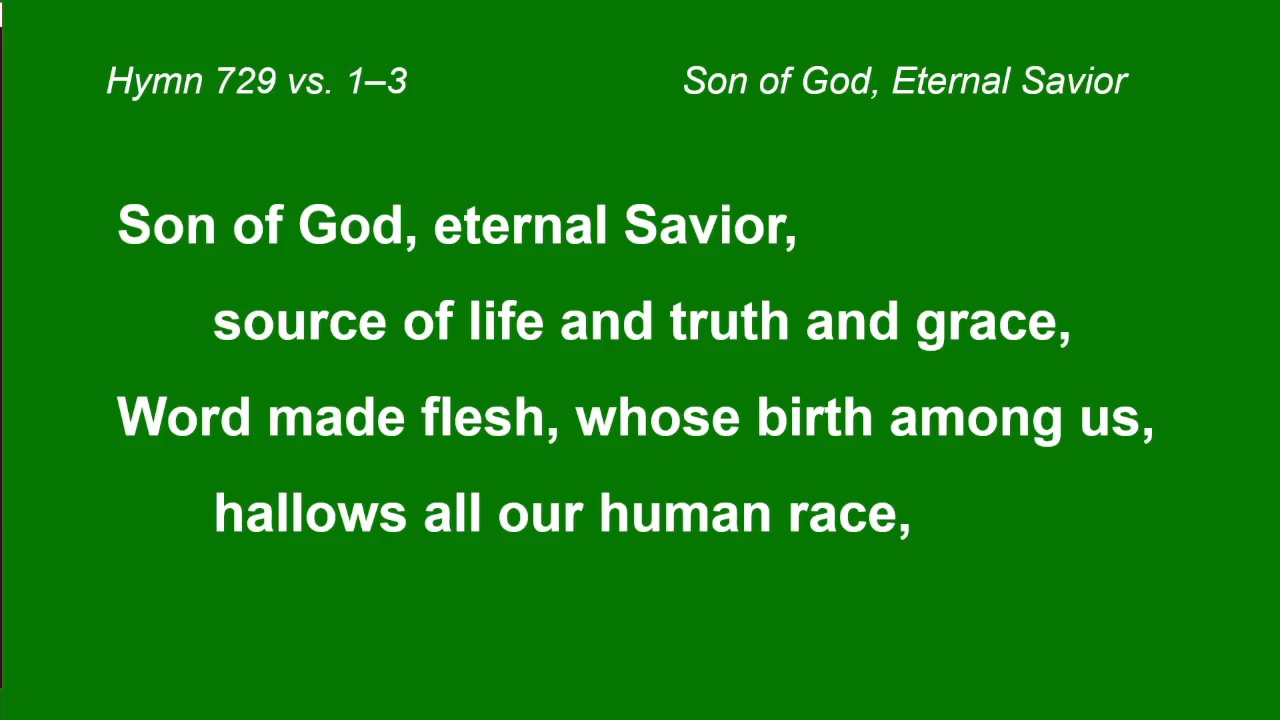 Hymn 729 vs. 1–3 Son of God, Eternal Savior
Son of God, eternal Savior,
source of life and truth and grace,
Word made flesh, whose birth among us,
hallows all our human race,